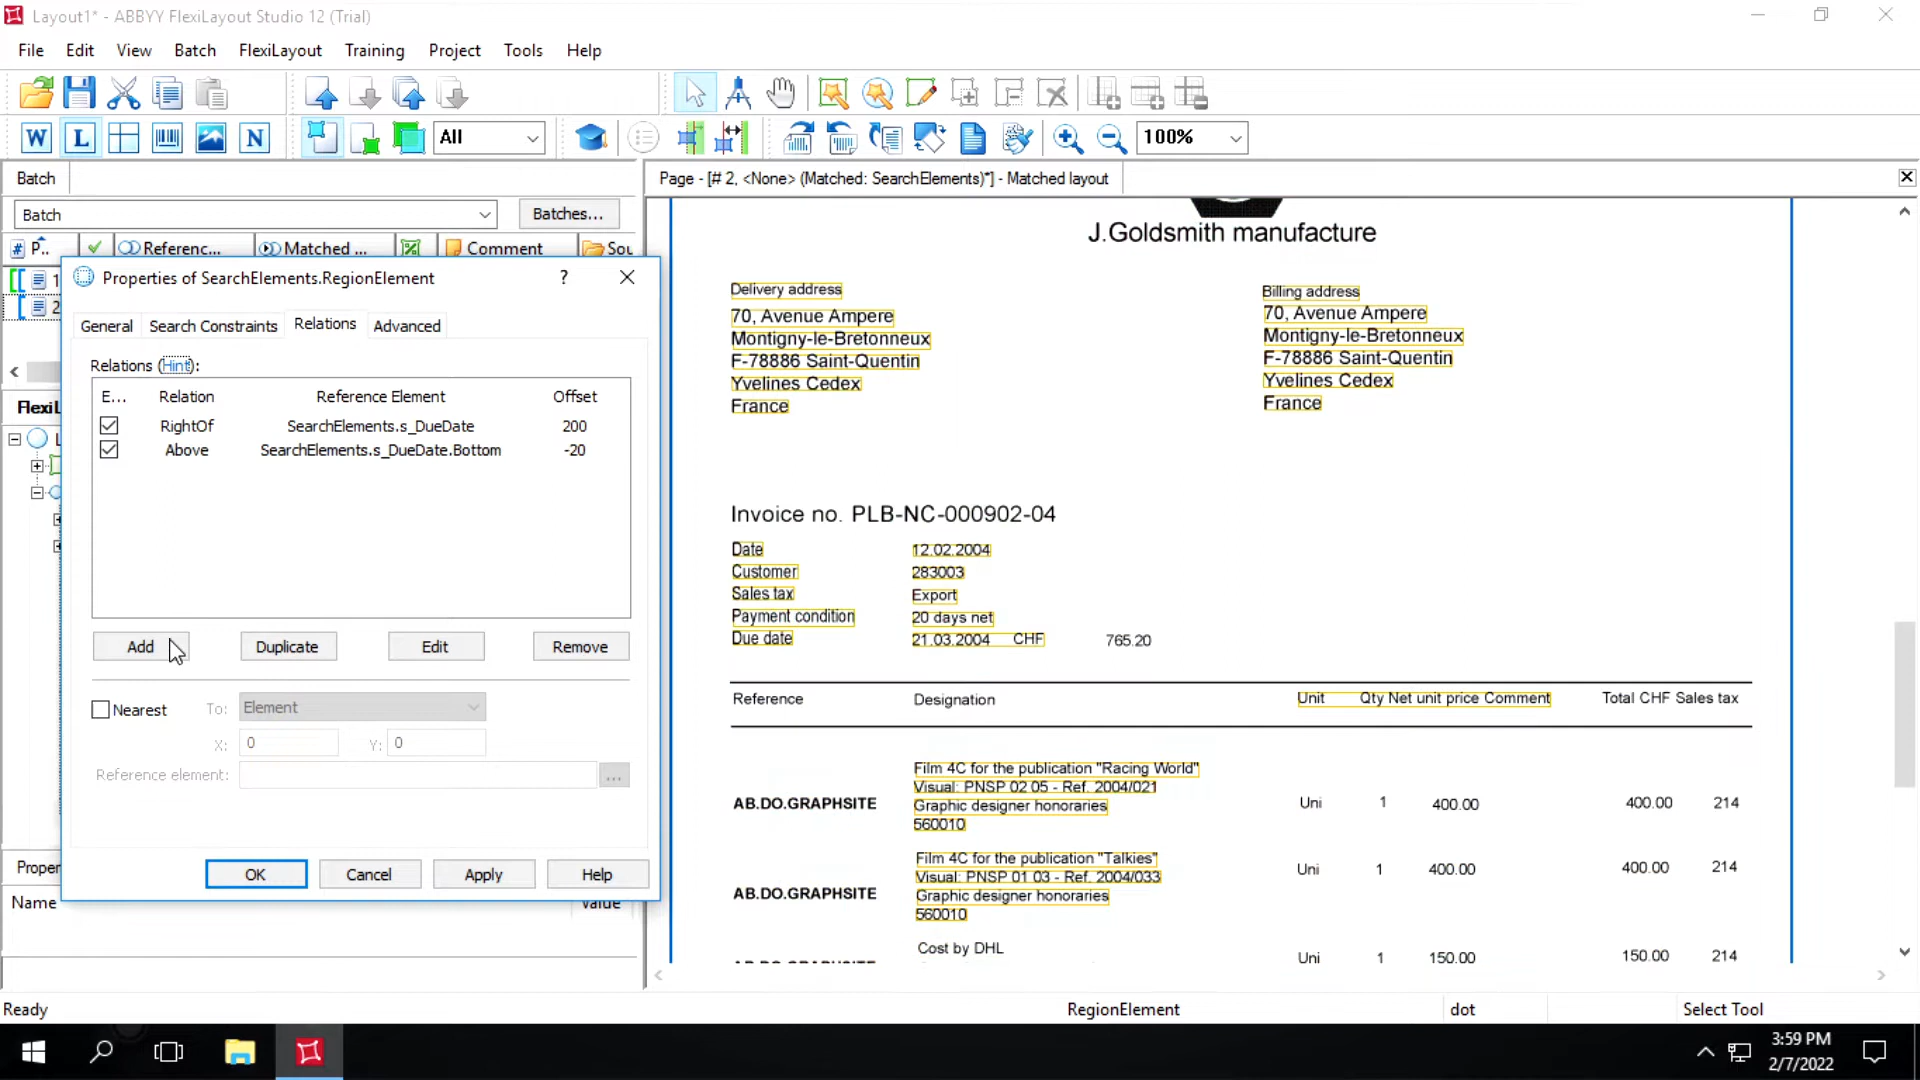 Layout1* - ABBYY FlexiLayout Studio 12 (Trial)
File Edit View Batch FlexiLayout Training Project Tools Help
W L N All 100%
Batch
Page - [# 2, <None> (Matched: SearchElements)*] - Matched layout
Batch Batches...
# P.. Referenc... Matched ... Comment Sou
1
2
Properties of SearchElements.RegionElement ?
General Search Constraints Relations Advanced
Relations (Hint):
E... Relation Reference Element Offset
RightOf SearchElements.s_DueDate 200
Above SearchElements.s_DueDate.Bottom -20
Add Duplicate Edit Remove
Nearest To: Element
X: 0 Y: 0
Reference element: ...
OK Cancel Apply Help
FlexiL
L
Proper
Name Value
J.Goldsmith manufacture
Delivery address
70, Avenue Ampere
Montigny-le-Bretonneux
F-78886 Saint-Quentin
Yvelines Cedex
France
Billing address
70, Avenue Ampere
Montigny-le-Bretonneux
F-78886 Saint-Quentin
Yvelines Cedex
France
Invoice no. PLB-NC-000902-04
Date 12.02.2004
Customer 283003
Sales tax Export
Payment condition 20 days net
Due date 21.03.2004 CHF 765.20
Reference Designation Unit Qty Net unit price Comment Total CHF Sales tax
Film 4C for the publication "Racing World"
Visual: PNSP 02 05 - Ref. 2004/021
AB.DO.GRAPHSITE Graphic designer honoraries Uni 1 400.00 400.00 214
560010
Film 4C for the publication "Talkies"
Visual: PNSP 01 03 - Ref. 2004/033
AB.DO.GRAPHSITE Graphic designer honoraries Uni 1 400.00 400.00 214
560010
Cost by DHL Uni 1 150.00 150.00 214
Ready RegionElement dot Select Tool
3:59 PM
2/7/2022